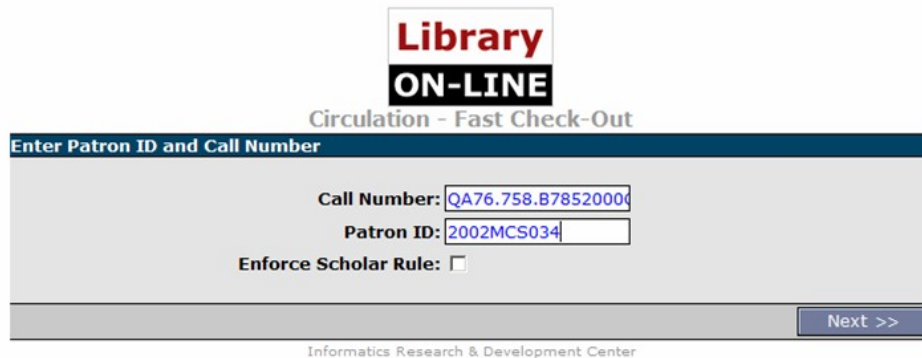 Library
ON-LINE
Circulation - Fast Check-Out
Enter Patron ID and Call Number
Call Number: QA76.758.B7852000
Patron ID: 2002MCS034
Enforce Scholar Rule:
Next >>
Informatics Research & Development Center